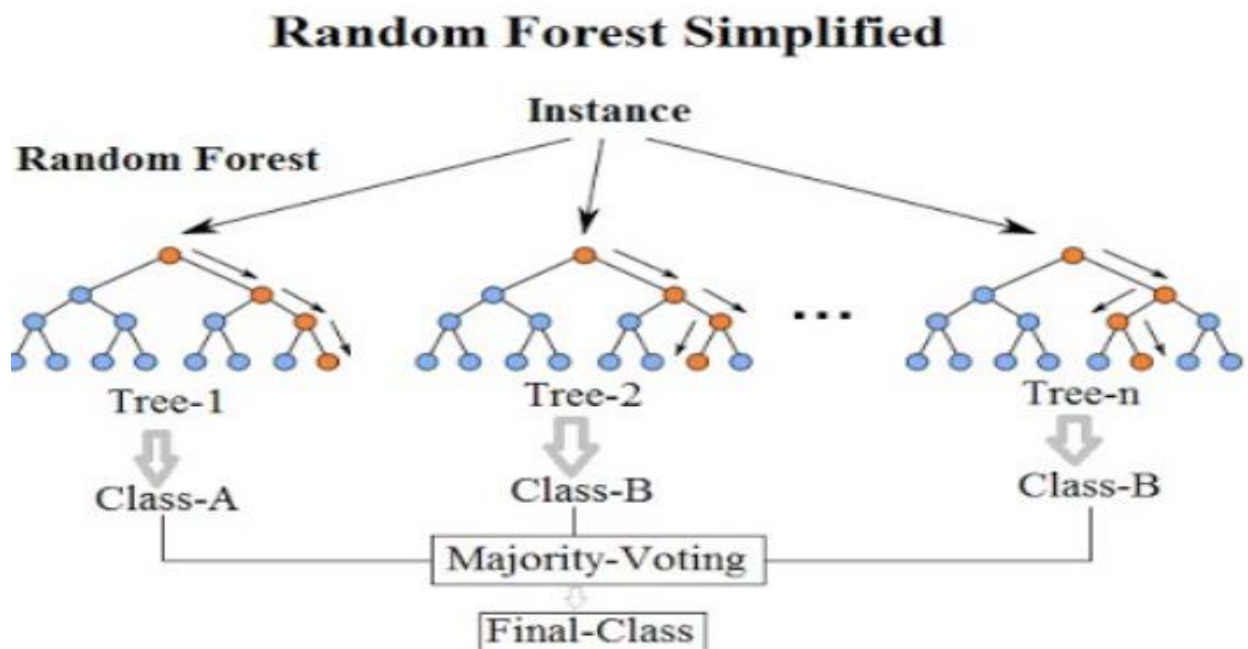 Random Forest Simplified
Instance
Random Forest
...
Tree-1
Tree-2
Tree-n
Class-A
Class-B
Class-B
Majority-Voting
Final-Class